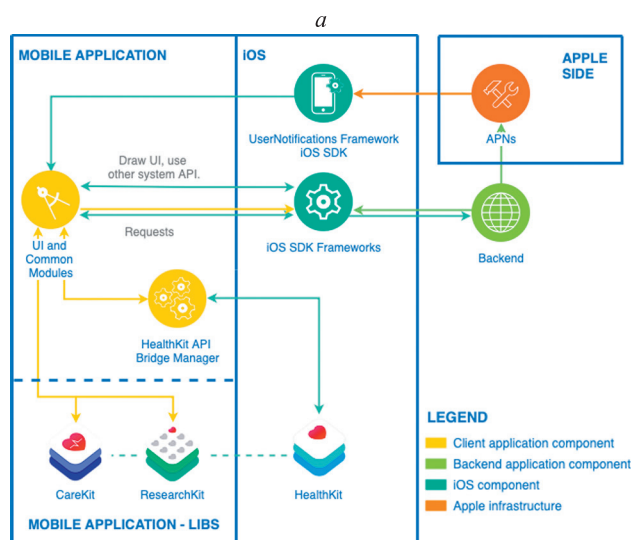 a
MOBILE APPLICATION
iOS
APPLE
SIDE
UserNotifications Framework
iOS SDK
APNs
Draw UI, use
other system API.
Requests
UI and
Common
Modules
iOS SDK Frameworks
Backend
HealthKit API
Bridge Manager
LEGEND
Client application component
Backend application component
iOS component
Apple infrastructure
CareKit
ResearchKit
HealthKit
MOBILE APPLICATION - LIBS